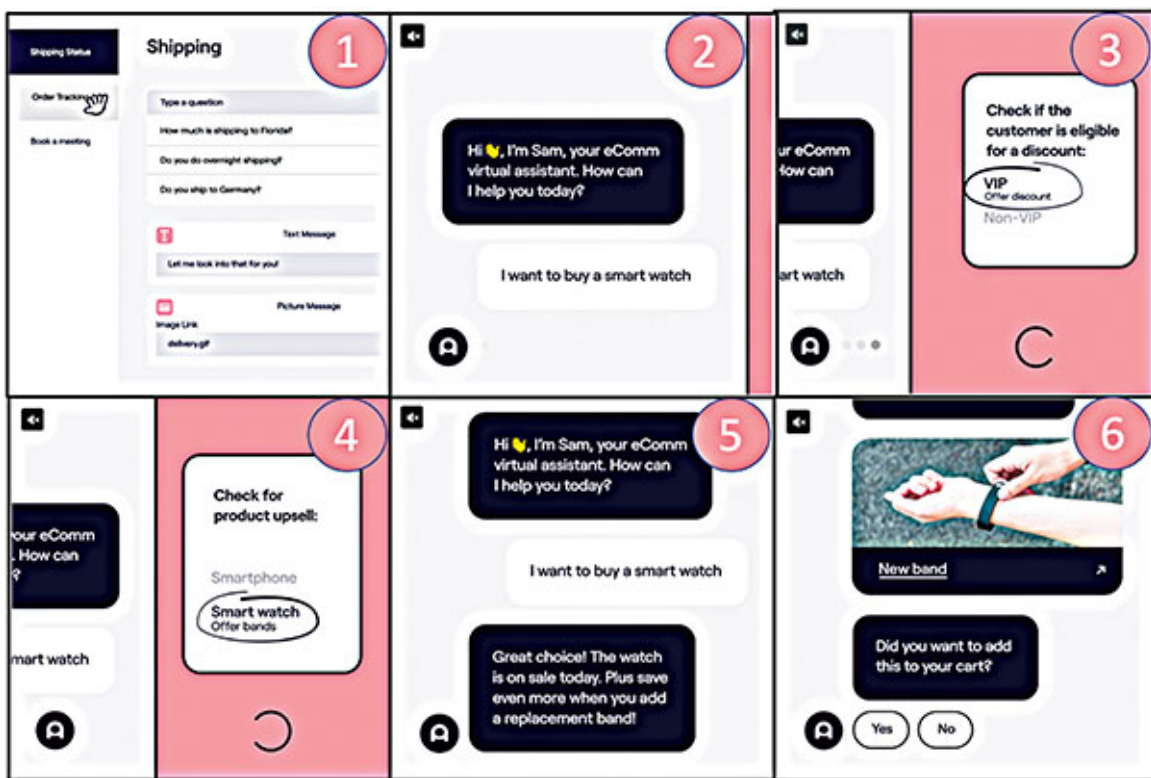 1
Shipping Status
Order Tracking
Book a meeting
Shipping
Type a question
How much is shipping to Florida?
Do you do overnight shipping?
Do you ship to Germany?
T
Text Message
Let me look into that for you!
Picture Message
Image Link
delivery.gif
2
Hi 👋, I'm Sam, your eComm
virtual assistant. How can
I help you today?
I want to buy a smart watch
3
ur eComm
How can
art watch
Check if the
customer is eligible
for a discount:
VIP
Offer discount
Non-VIP
4
your eComm
. How can
?
mart watch
Check for
product upsell:
Smartphone
Smart watch
Offer bands
5
Hi 👋, I'm Sam, your eComm
virtual assistant. How can
I help you today?
I want to buy a smart watch
Great choice! The watch
is on sale today. Plus save
even more when you add
a replacement band!
6
New band
Did you want to add
this to your cart?
Yes
No